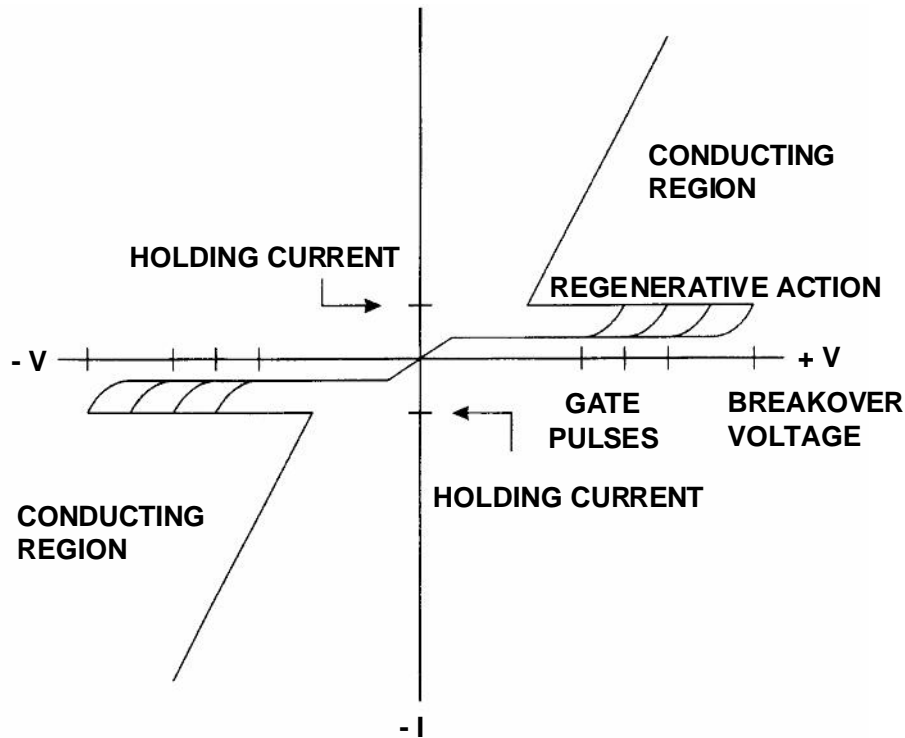 CONDUCTING
REGION
HOLDING CURRENT
REGENERATIVE ACTION
- V
+ V
GATE
PULSES
BREAKOVER
VOLTAGE
HOLDING CURRENT
CONDUCTING
REGION
- I